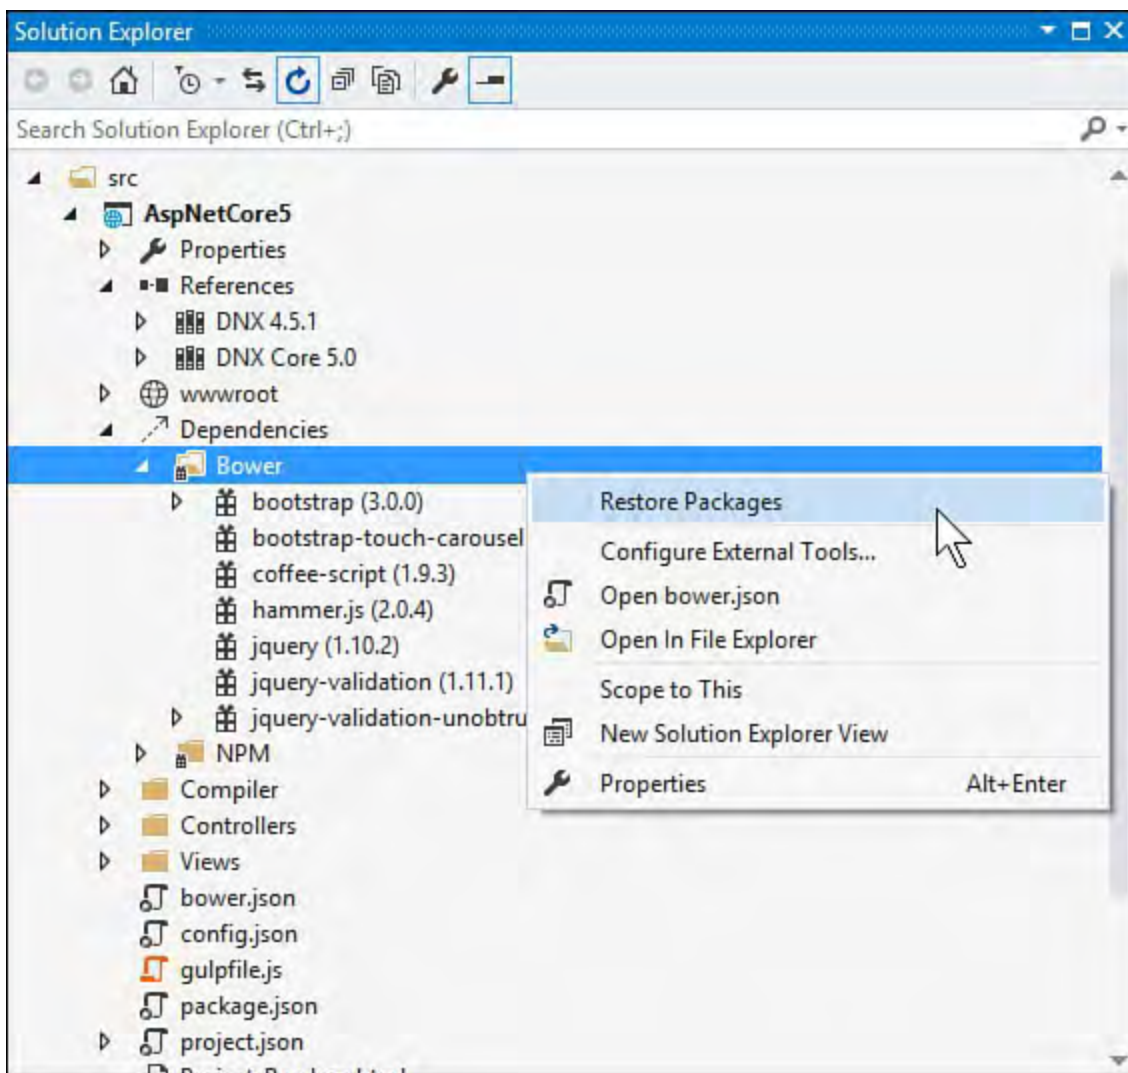 Solution Explorer
Search Solution Explorer (Ctrl+;)
src
AspNetCore5
Properties
References
DNX 4.5.1
DNX Core 5.0
wwwroot
Dependencies
Bower
bootstrap (3.0.0)
bootstrap-touch-carousel
coffee-script (1.9.3)
hammer.js (2.0.4)
jquery (1.10.2)
jquery-validation (1.11.1)
jquery-validation-unobtru
NPM
Compiler
Controllers
Views
bower.json
config.json
gulpfile.js
package.json
project.json
Restore Packages
Configure External Tools...
Open bower.json
Open In File Explorer
Scope to This
New Solution Explorer View
Properties Alt+Enter